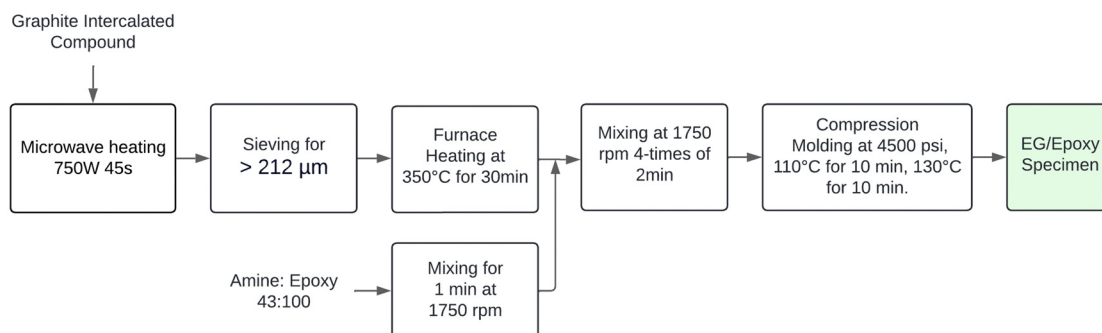 Graphite Intercalated
Compound
Microwave heating
750W 45s
Sieving for
> 212 µm
Furnace
Heating at
350°C for 30min
Mixing at 1750
rpm 4-times of
2min
Compression
Molding at 4500 psi,
110°C for 10 min, 130°C
for 10 min.
EG/Epoxy
Specimen
Amine: Epoxy
43:100
Mixing for
1 min at
1750 rpm